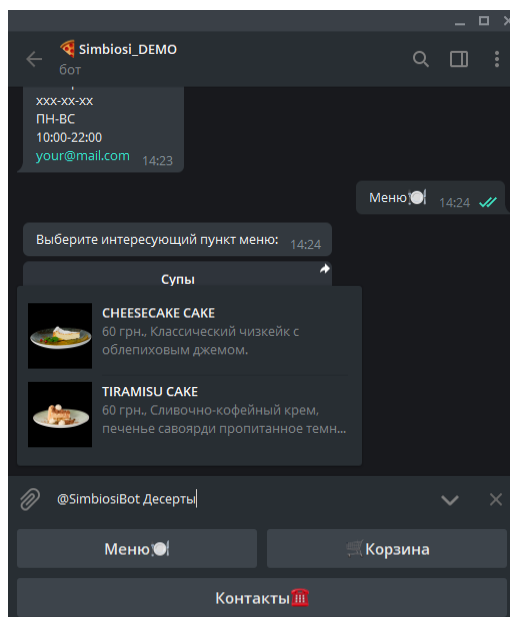 Simbiosi_DEMO
бот
xxx-xx-xx
ПН-ВС
10:00-22:00
your@mail.com 14:23
Меню 14:24
Выберите интересующий пункт меню: 14:24
Супы
CHEESECAKE CAKE
60 грн., Классический чизкейк с
облепиховым джемом.
TIRAMISU CAKE
60 грн., Сливочно-кофейный крем,
печенье савоярди пропитанное темн...
@SimbiosiBot Десерты
Меню
Корзина
Контакты